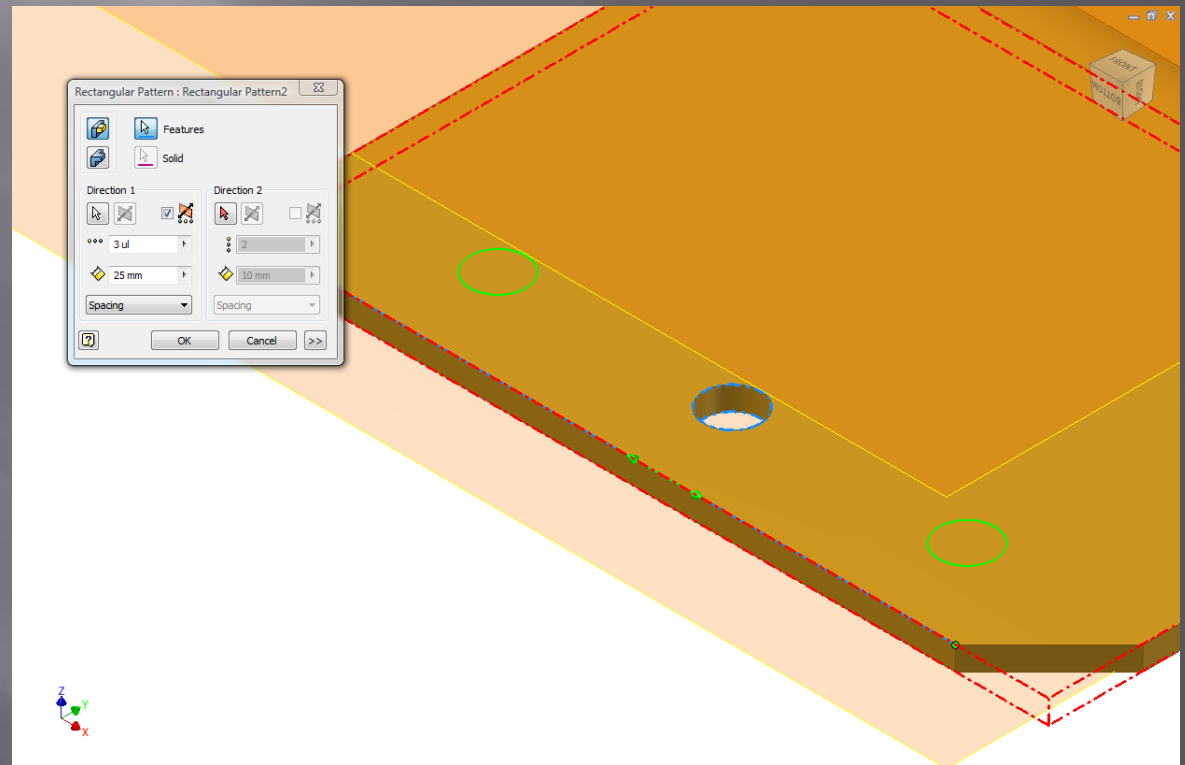 FRONT
BOTTOM
Rectangular Pattern : Rectangular Pattern2
Features
Solid
Direction 1
Direction 2
3 ul
2
25 mm
10 mm
Spacing
Spacing
OK
Cancel
>>
Z
Y
X